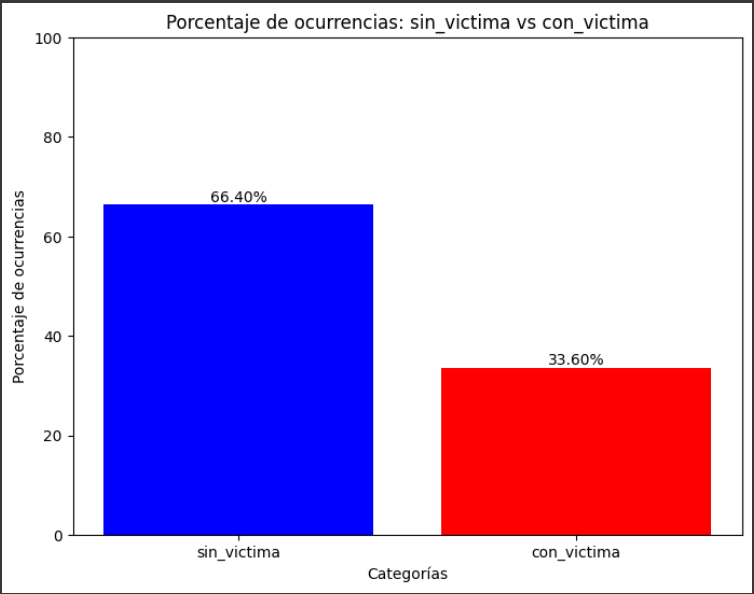 Porcentaje de ocurrencias: sin_victima vs con_victima
100
80
60
40
20
0
Porcentaje de ocurrencias
66.40%
33.60%
sin_victima
con_victima
Categorías